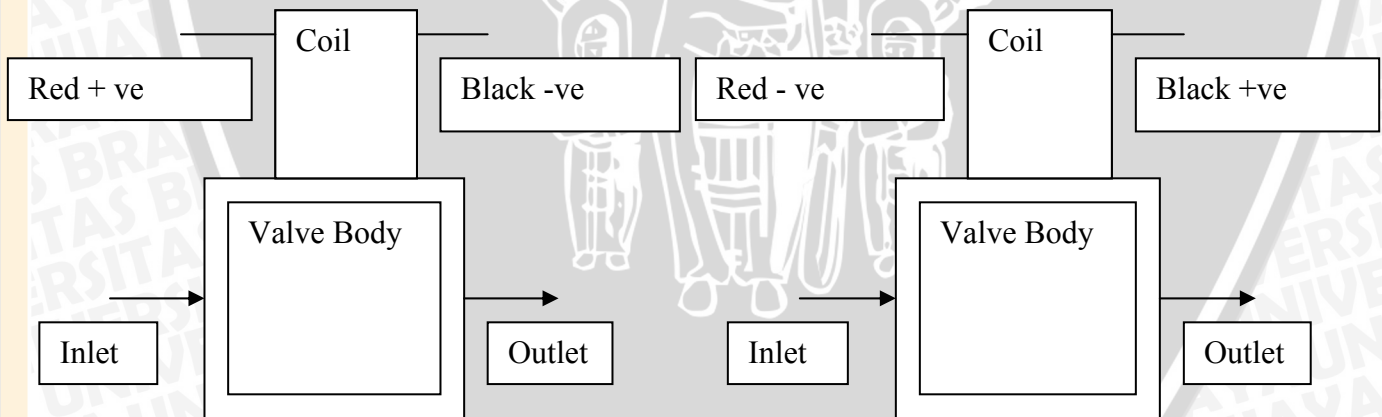 Coil
Coil
Red + ve
Black -ve
Red - ve
Black +ve
Valve Body
Valve Body
Inlet
Outlet
Inlet
Outlet